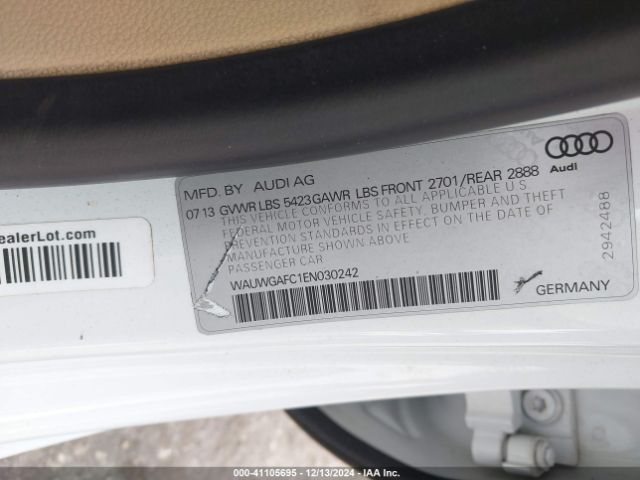 Audi
MFD. BY AUDI AG
07 13 GVWR LBS 5423 GAWR LBS FRONT 2701/REAR 2888
THIS VEHICLE CONFORMS TO ALL APPLICABLE U S
FEDERAL MOTOR VEHICLE SAFETY, BUMPER AND THEFT
PREVENTION STANDARDS IN EFFECT ON THE DATE OF
MANUFACTURE SHOWN ABOVE
PASSENGER CAR
WAUWGAFC1EN030242
GERMANY
2942488
ealerLot.com
000-41105695 - 12/13/2024 - IAA Inc.